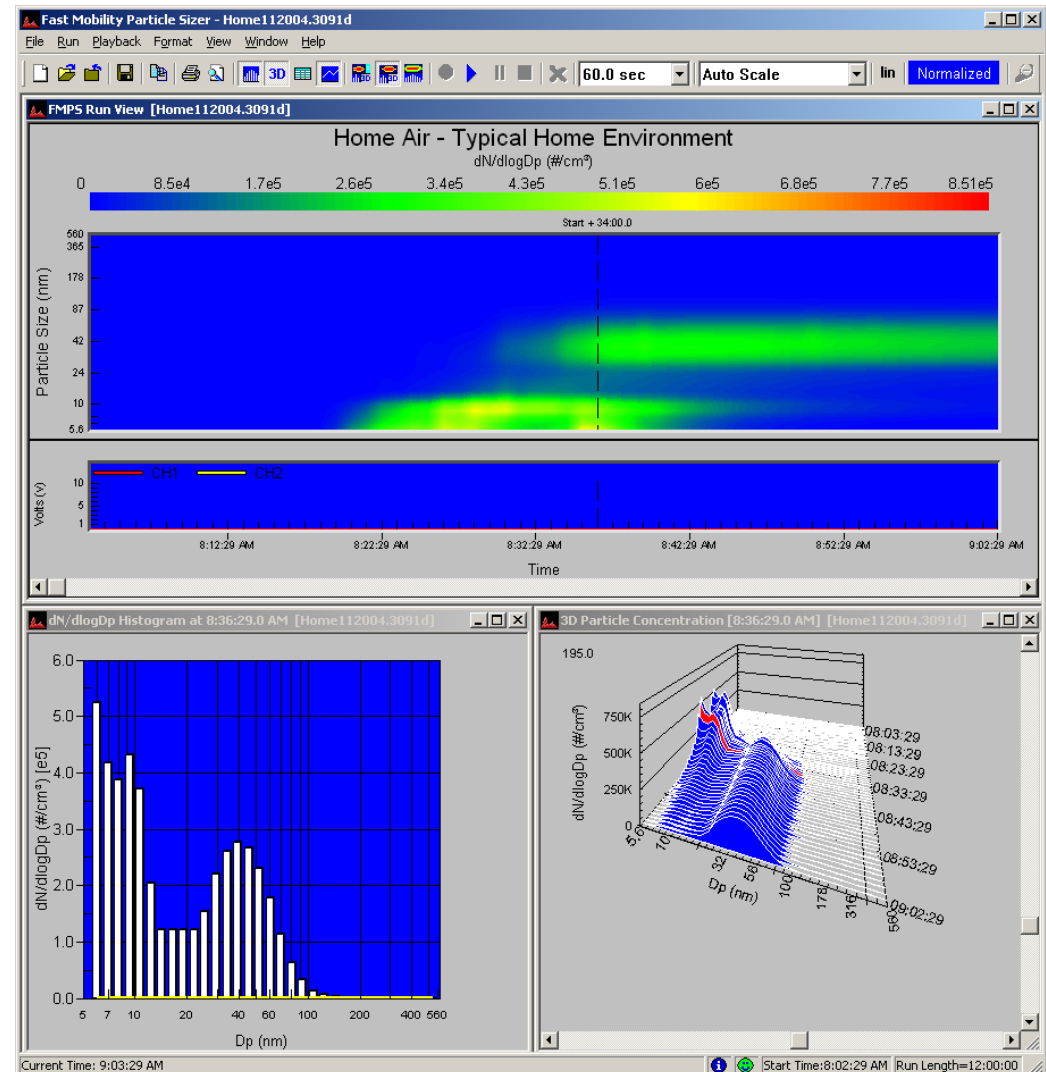 Fast Mobility Particle Sizer - Home112004.3091d
File Run Playback Format View Window Help
3D 60.0 sec Auto Scale lin Normalized
FMPS Run View [Home112004.3091d]
Home Air - Typical Home Environment
dN/dlogDp (#/cm³)
0 8.5e4 1.7e5 2.6e5 3.4e5 4.3e5 5.1e5 6e5 6.8e5 7.7e5 8.51e5
Start + 34:00.0
Particle Size (nm)
560
365
178
87
42
24
10
5.6
CH1 CH2
Volts (v)
10
5
1
8:12:29 AM 8:22:29 AM 8:32:29 AM 8:42:29 AM 8:52:29 AM 9:02:29 AM
Time
dN/dlogDp Histogram at 8:36:29.0 AM [Home112004.3091d]
dN/dlogDp (#/cm³) [e5]
6.0
5.0
4.0
3.0
2.0
1.0
0.0
5 7 10 20 40 60 100 200 400 560
Dp (nm)
3D Particle Concentration [8:36:29.0 AM] [Home112004.3091d]
195.0
dN/dlogDp (#/cm³)
750K
500K
250K
0
5.6 10 32 56 100 178 316 560
Dp (nm)
08:03:29
08:13:29
08:23:29
08:33:29
08:43:29
08:53:29
09:02:29
Current Time: 9:03:29 AM Start Time:8:02:29 AM Run Length=12:00:00